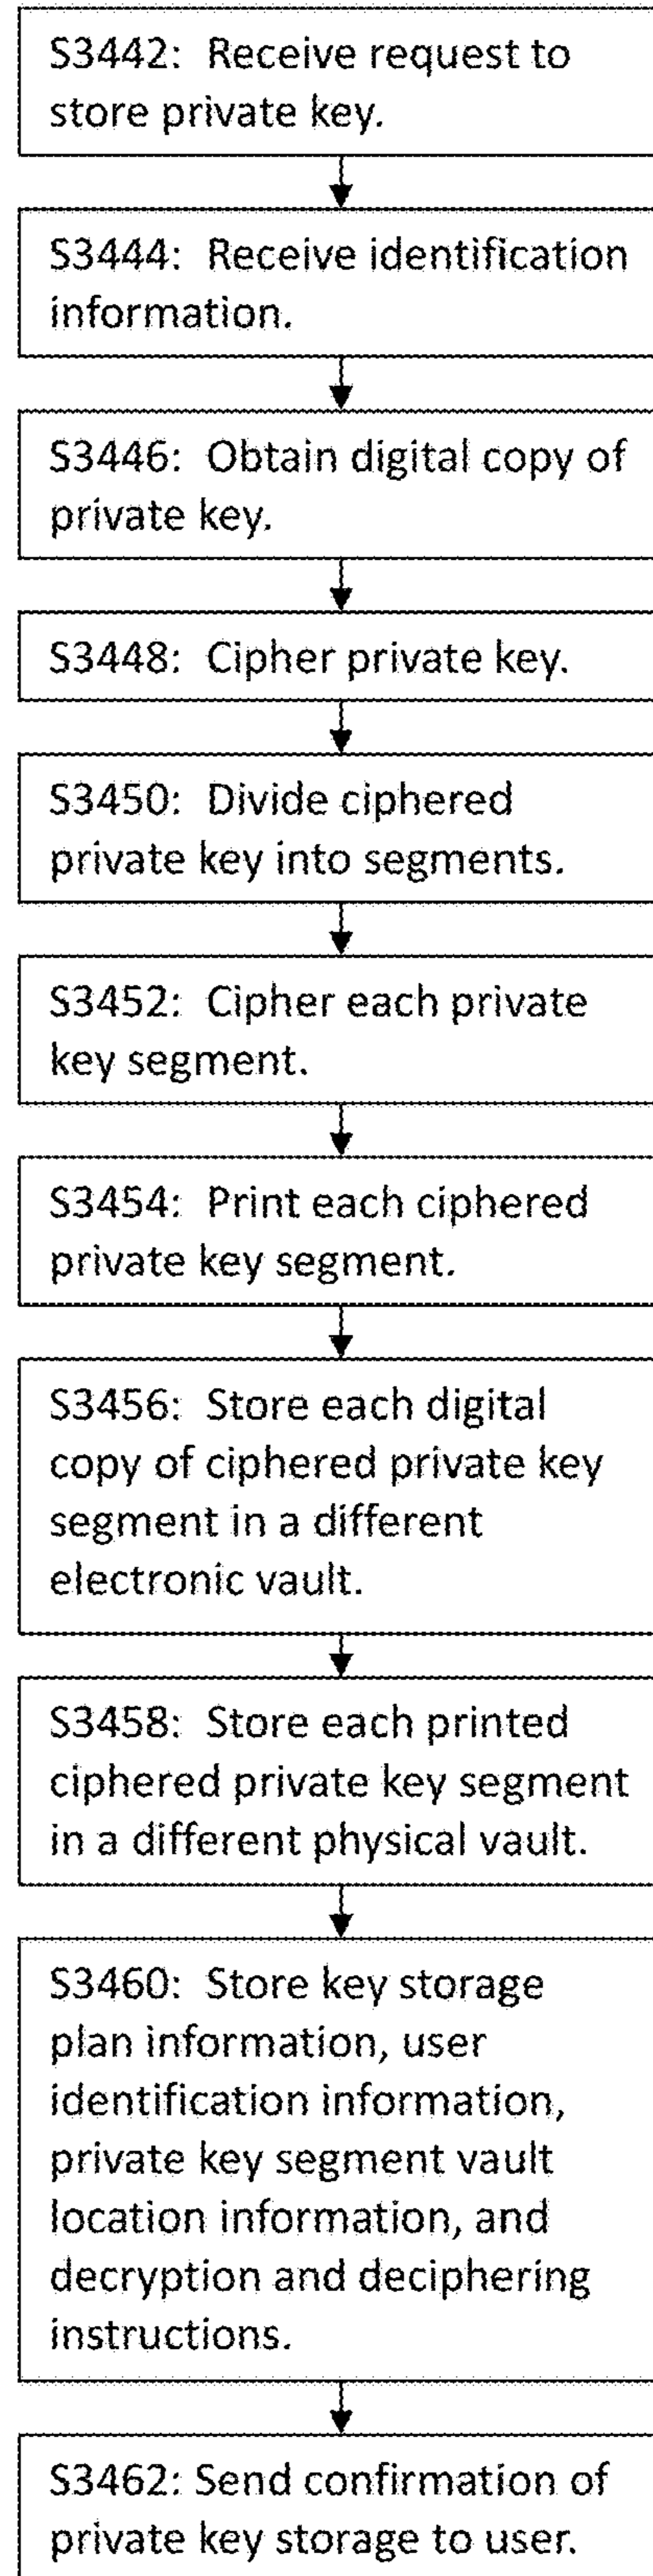 S3442:  Receive request to
store private key.
S3444:  Receive identification
information.
S3446:  Obtain digital copy of
private key.
S3448:  Cipher private key.
S3450:  Divide ciphered
private key into segments.
S3452:  Cipher each private
key segment.
S3454:  Print each ciphered
private key segment.
S3456:  Store each digital
copy of ciphered private key
segment in a different
electronic vault.
S3458:  Store each printed
ciphered private key segment
in a different physical vault.
S3460:  Store key storage
plan information, user
identification information,
private key segment vault
location information, and
decryption and deciphering
instructions.
S3462: Send confirmation of
private key storage to user.